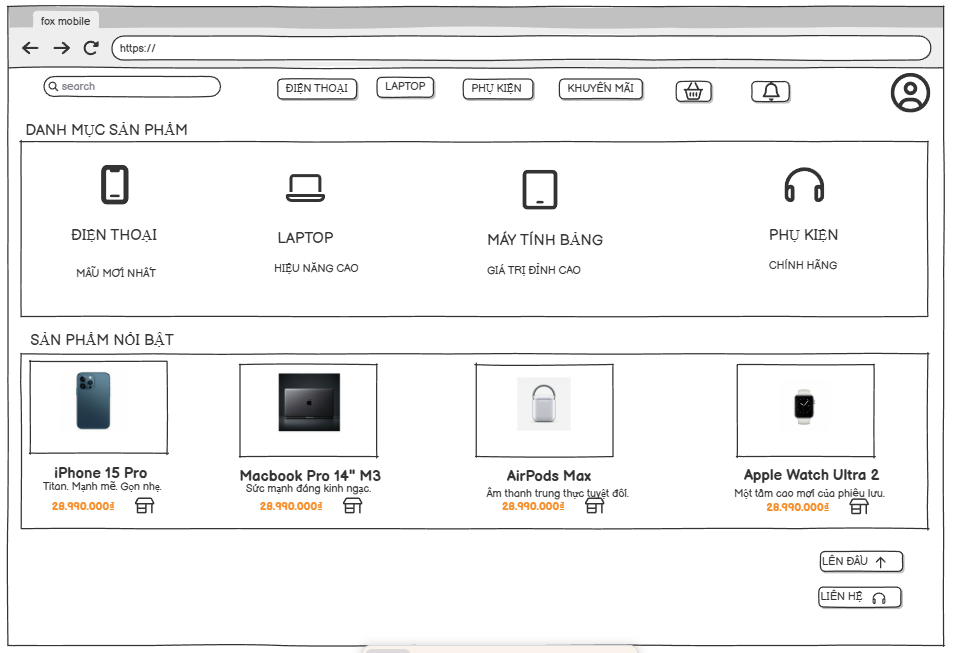 fox mobile
https://
search
ĐIỆN THOẠI
LAPTOP
PHỤ KIỆN
KHUYẾN MÃI
DANH MỤC SẢN PHẨM
ĐIỆN THOẠI
LAPTOP
MÁY TÍNH BẢNG
PHỤ KIỆN
MẪU MỚI NHẤT
HIỆU NĂNG CAO
GIÁ TRỊ ĐỈNH CAO
CHÍNH HÃNG
SẢN PHẨM NỔI BẬT
iPhone 15 Pro
Titan. Mạnh mẽ. Gọn nhẹ.
28.990.000₫
Macbook Pro 14" M3
Sức mạnh đáng kinh ngạc.
28.990.000₫
AirPods Max
Âm thanh trung thực tuyệt đối.
28.990.000₫
Apple Watch Ultra 2
Một tầm cao mới của phiêu lưu.
28.990.000₫
LÊN ĐẦU
LIÊN HỆ